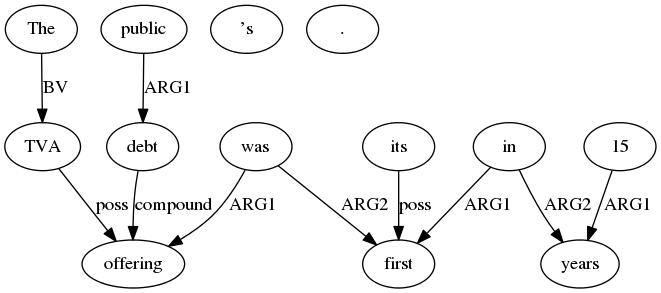 The public ’s .
BV ARG1
TVA debt was its in 15
poss compound ARG1 ARG2 poss ARG1 ARG2 ARG1
offering first years